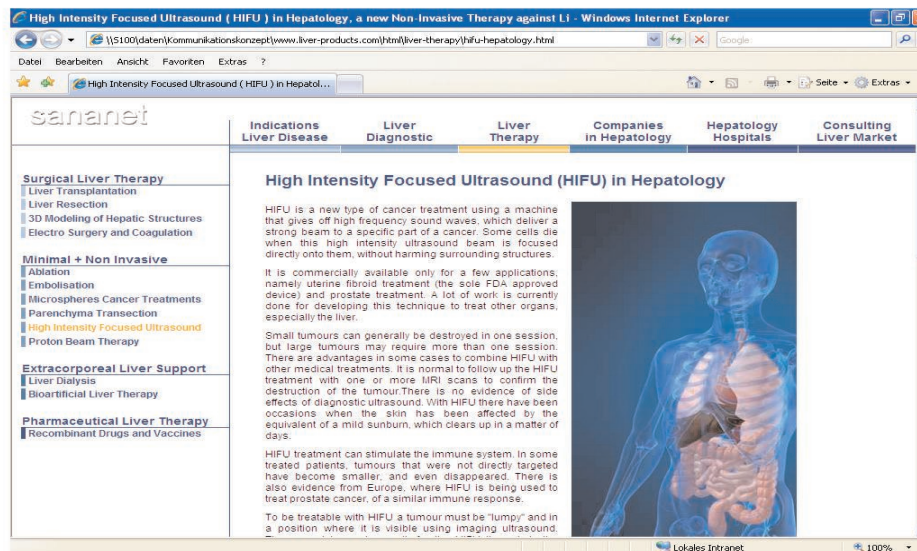 High Intensity Focused Ultrasound ( HIFU ) in Hepatology, a new Non-Invasive Therapy against Li - Windows Internet Explorer
\\S100\daten\Kommunikationskonzept\www.liver-products.com\html\liver-therapy\hifu-hepatology.html
Google
Datei Bearbeiten Ansicht Favoriten Extras ?
High Intensity Focused Ultrasound ( HIFU ) in Hepatol...
Seite
Extras
sananet
Indications
Liver Disease
Liver
Diagnostic
Liver
Therapy
Companies
in Hepatology
Hepatology
Hospitals
Consulting
Liver Market
Surgical Liver Therapy
Liver Transplantation
Liver Resection
3D Modeling of Hepatic Structures
Electro Surgery and Coagulation
Minimal + Non Invasive
Ablation
Embolisation
Microspheres Cancer Treatments
Parenchyma Transection
High Intensity Focused Ultrasound
Proton Beam Therapy
Extracorporeal Liver Support
Liver Dialysis
Bioartificial Liver Therapy
Pharmaceutical Liver Therapy
Recombinant Drugs and Vaccines
High Intensity Focused Ultrasound (HIFU) in Hepatology
HIFU is a new type of cancer treatment using a machine
that gives off high frequency sound waves, which deliver a
strong beam to a specific part of a cancer. Some cells die
when this high intensity ultrasound beam is focused
directly onto them, without harming surrounding structures.
It is commercially available only for a few applications,
namely uterine fibroid treatment (the sole FDA approved
device) and prostate treatment. A lot of work is currently
done for developing this technique to treat other organs,
especially the liver.
Small tumours can generally be destroyed in one session,
but large tumours may require more than one session.
There are advantages in some cases to combine HIFU with
other medical treatments. It is normal to follow up the HIFU
treatment with one or more MRI scans to confirm the
destruction of the tumour.There is no evidence of side
effects of diagnostic ultrasound. With HIFU there have been
occasions when the skin has been affected by the
equivalent of a mild sunburn, which clears up in a matter of
days.
HIFU treatment can stimulate the immune system. In some
treated patients, tumours that were not directly targeted
have become smaller, and even disappeared. There is
also evidence from Europe, where HIFU is being used to
treat prostate cancer, of a similar immune response.
To be treatable with HIFU a tumour must be "lumpy" and in
a position where it is visible using imaging ultrasound.
Lokales Intranet
100%